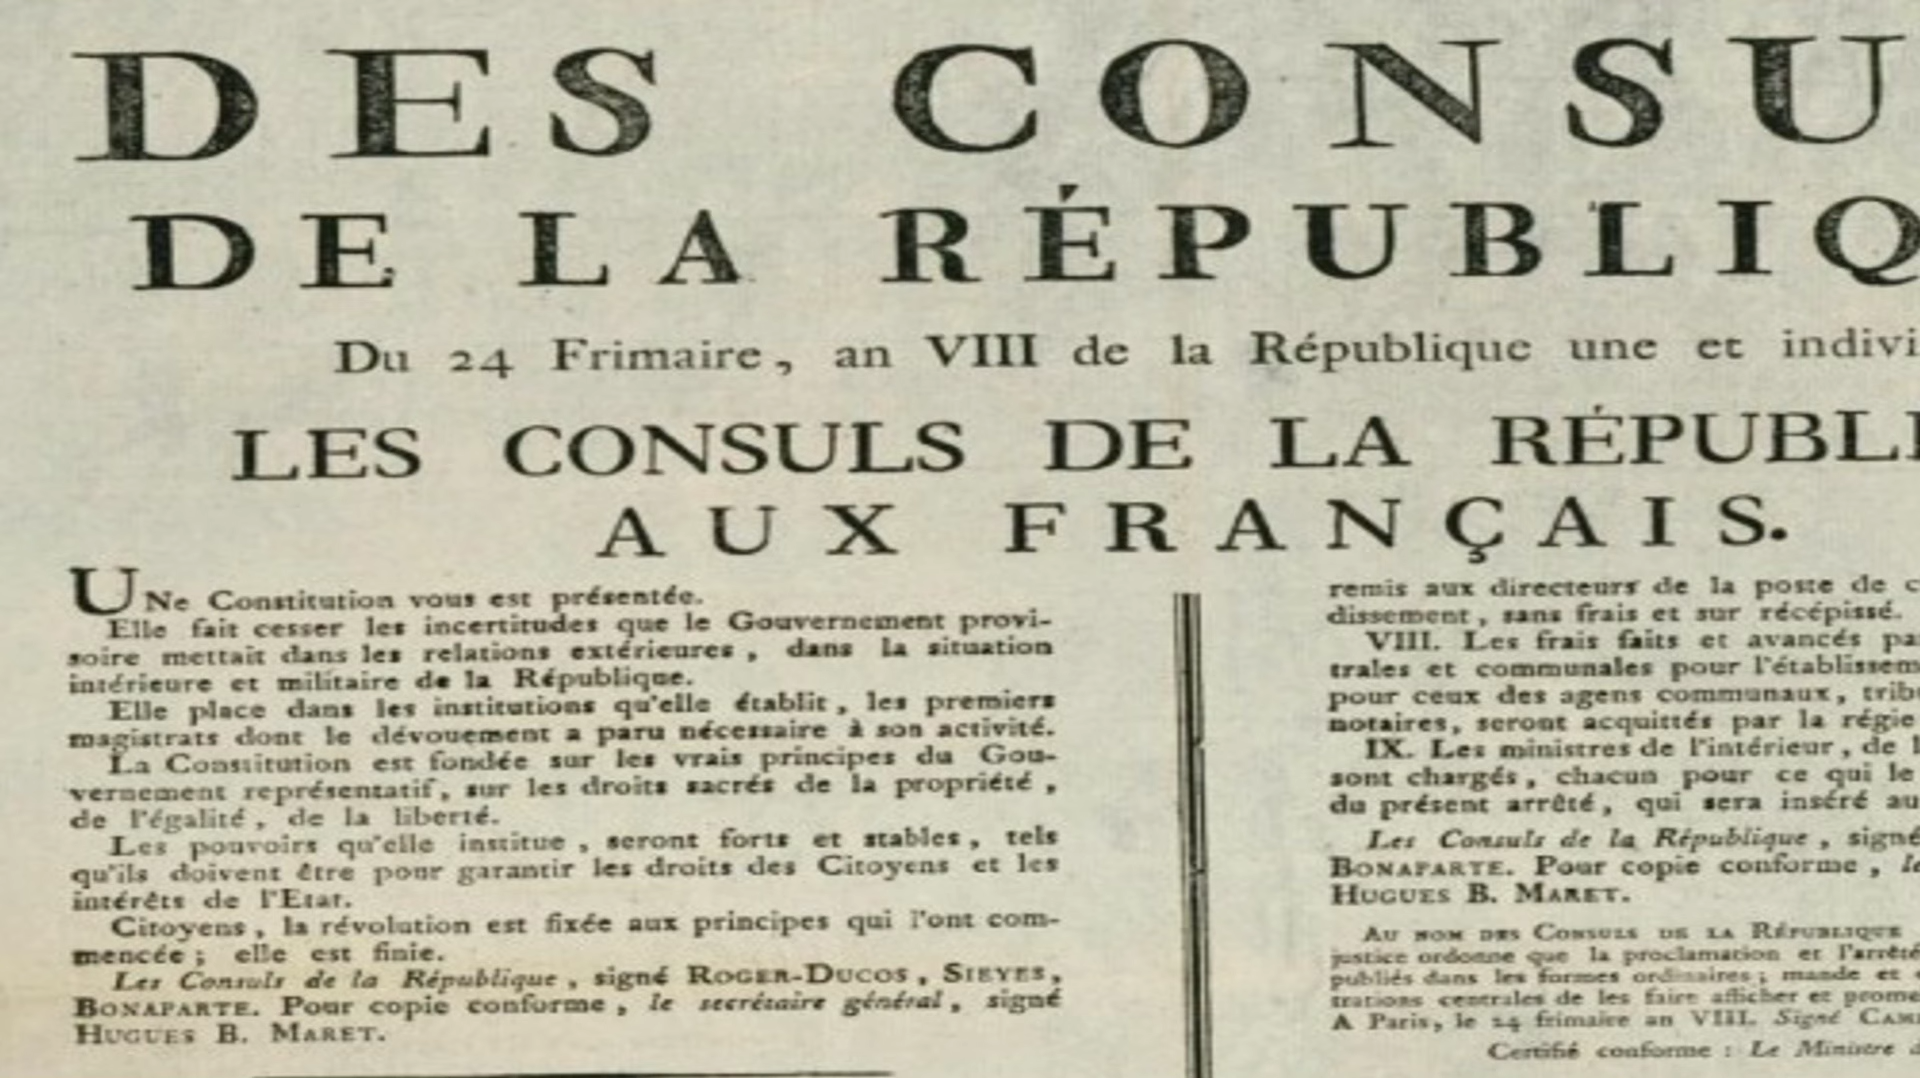 DES CONSU
DE LA RÉPUBLIQ
Du 24 Frimaire, an VIII de la République une et indivi
LES CONSULS DE LA RÉPUBLI
AUX FRANÇAIS.
UNe Constitution vous est présentée.
Elle fait cesser les incertitudes que le Gouvernement provi-
soire mettait dans les relations extérieures, dans la situation
intérieure et militaire de la République.
Elle place dans les institutions qu'elle établit, les premiers
magistrats dont le dévouement a paru nécessaire à son activité.
La Constitution est fondée sur les vrais principes du Gou-
vernement représentatif, sur les droits sacrés de la propriété,
de l'égalité, de la liberté.
Les pouvoirs qu'elle institue, seront forts et stables, tels
qu'ils doivent être pour garantir les droits des Citoyens et les
intérêts de l'Etat.
Citoyens, la révolution est fixée aux principes qui l'ont com-
mencée; elle est finie.
Les Consuls de la République, signé ROGER-DUCOS, SIEYES,
BONAPARTE. Pour copie conforme, le secrétaire général, signé
HUGUES B. MARET.
remis aux directeurs de la poste de c
dissement, sans frais et sur récépissé.
VIII. Les frais faits et avancés pa
trales et communales pour l'établissem
pour ceux des agens communaux, tribu
notaires, seront acquittés par la régie
IX. Les ministres de l'intérieur, de l
sont chargés, chacun pour ce qui le
du présent arrêté, qui sera inséré au
Les Consuls de la République, signé
BONAPARTE. Pour copie conforme, le
HUGUES B. MARET.
AU NOM DES CONSULS DE LA RÉPUBLIQUE
justice ordonne que la proclamation et l'arrêté
publiés dans les formes ordinaires; mande et
trations centrales de les faire afficher et prome
A Paris, le 24 frimaire an VIII. Signé CAM
Certifié conforme : Le Ministre d